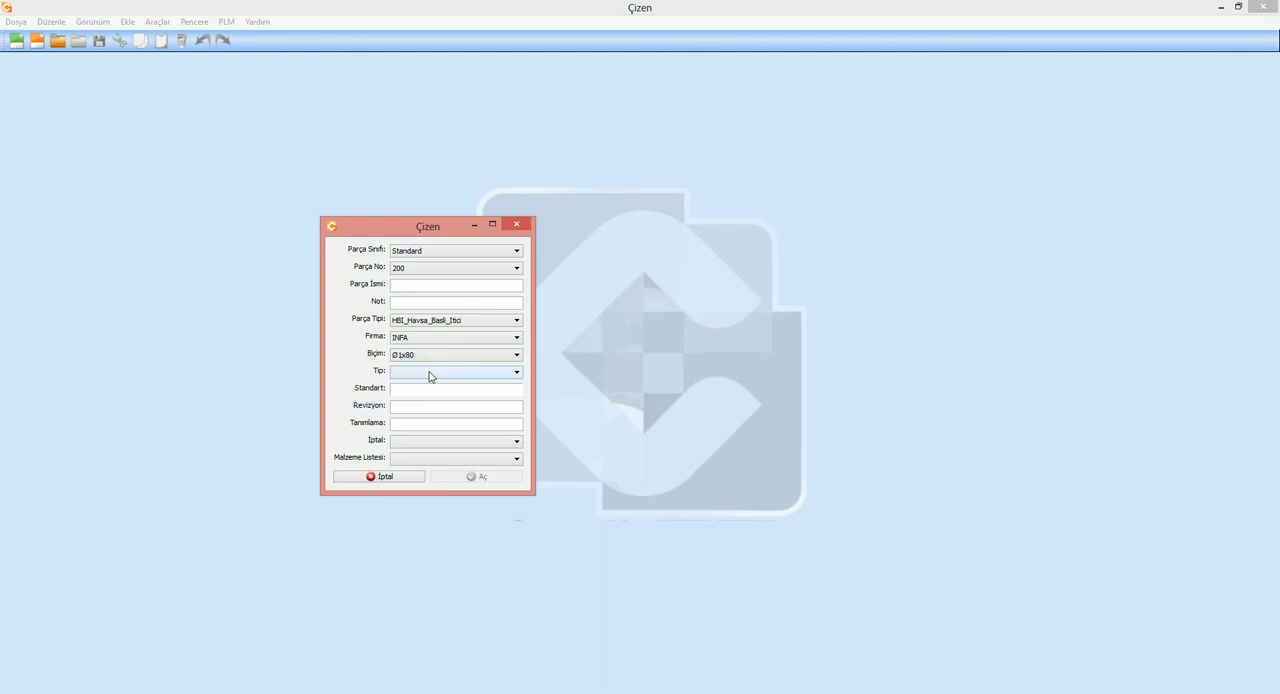 Çizen
Dosya Düzenle Görünüm Ekle Araçlar Pencere PLM Yardım
Çizen
Parça Sınıfı: Standard
Parça No: 200
Parça İsmi:
Not:
Parça Tipi: HBI_Havsa_Basli_Itici
Firma: INFA
Biçim: Ø1x80
Tip:
Standart:
Revizyon:
Tanımlama:
İptal:
Malzeme Listesi:
İptal Aç